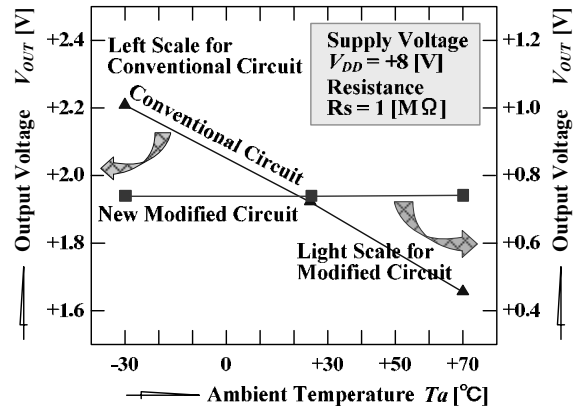 +2.4
+2.2
+2.0
+1.8
+1.6
Output Voltage VOUT [V]
Left Scale for
Conventional Circuit
Supply Voltage
VDD = +8 [V]
Resistance
Rs = 1 [MΩ]
Conventional Circuit
New Modified Circuit
Light Scale for
Modified Circuit
+1.2
+1.0
+0.8
+0.6
+0.4
Output Voltage VOUT [V]
-30 0 +30 +50 +70
Ambient Temperature Ta [℃]